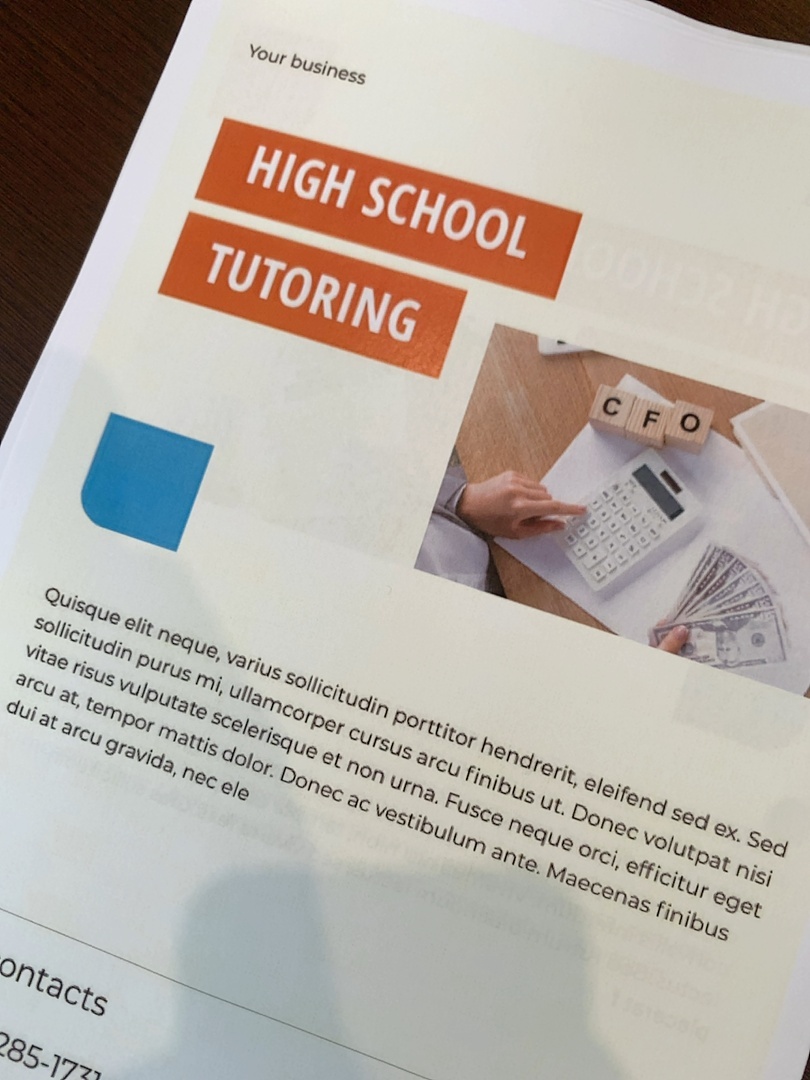 Your business
HIGH SCHOOL
TUTORING
C F O
Quisque elit neque, varius sollicitudin porttitor hendrerit, eleifend sed ex. Sed
sollicitudin purus mi, ullamcorper cursus arcu finibus ut. Donec volutpat nisi
vitae risus vulputate scelerisque et non urna. Fusce neque orci, efficitur eget
arcu at, tempor mattis dolor. Donec ac vestibulum ante. Maecenas finibus
dui at arcu gravida, nec ele
ontacts
285-1731